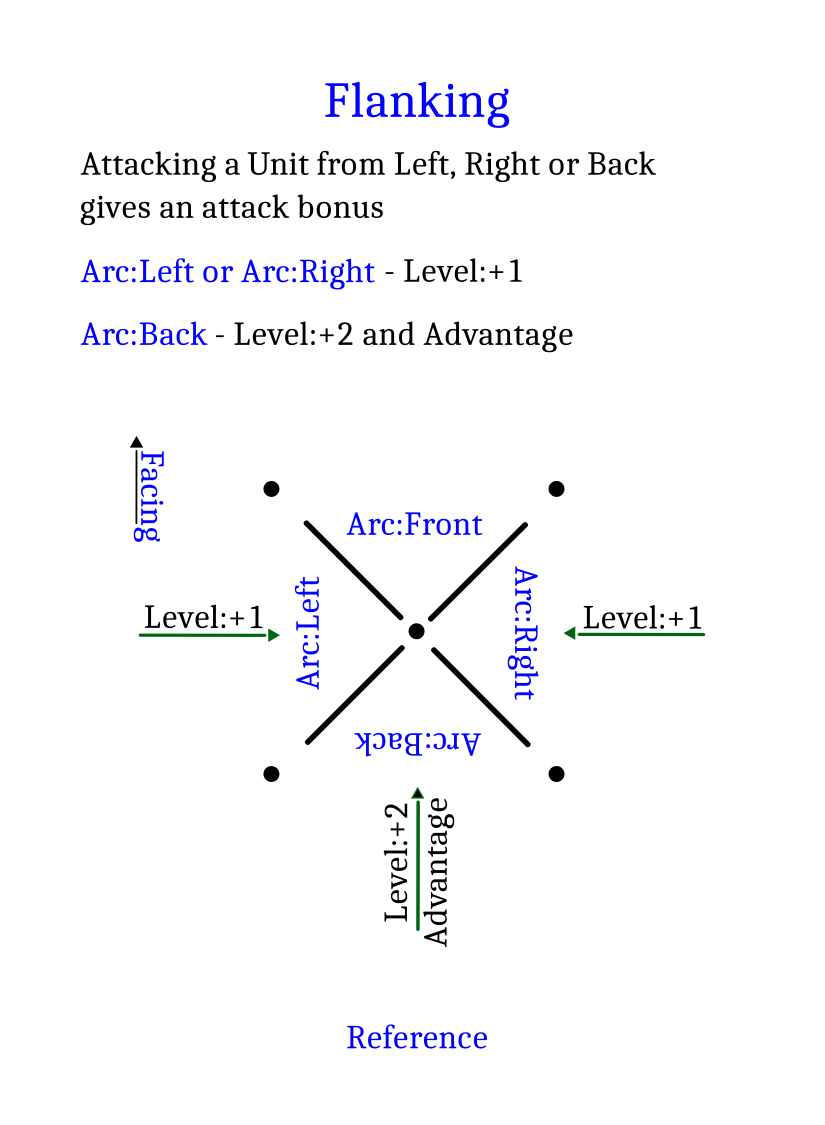 Flanking
Attacking a Unit from Left, Right or Back
gives an attack bonus
Arc:Left or Arc:Right - Level:+1
Arc:Back - Level:+2 and Advantage
Facing
Arc:Front
Level:+1
Arc:Left
Arc:Right
Level:+1
Arc:Back
Level:+2
Advantage
Reference